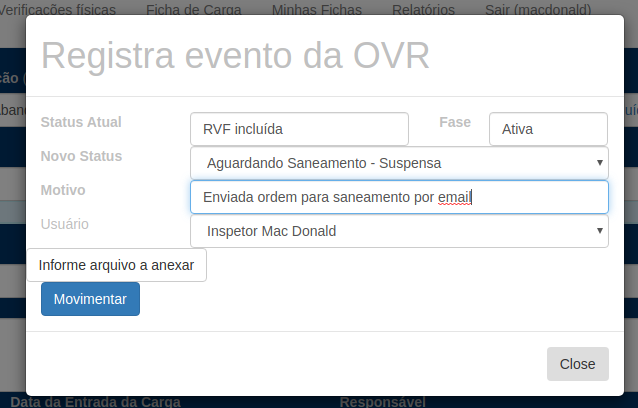 Verificações físicas Ficha de Carga Minhas Fichas Relatórios Sair (macdonald)
Registra evento da OVR
Status Atual RVF incluída Fase Ativa
Novo Status Aguardando Saneamento - Suspensa
Motivo Enviada ordem para saneamento por email
Usuário Inspetor Mac Donald
Informe arquivo a anexar
Movimentar
Close
Data da Entrada da Carga Responsável